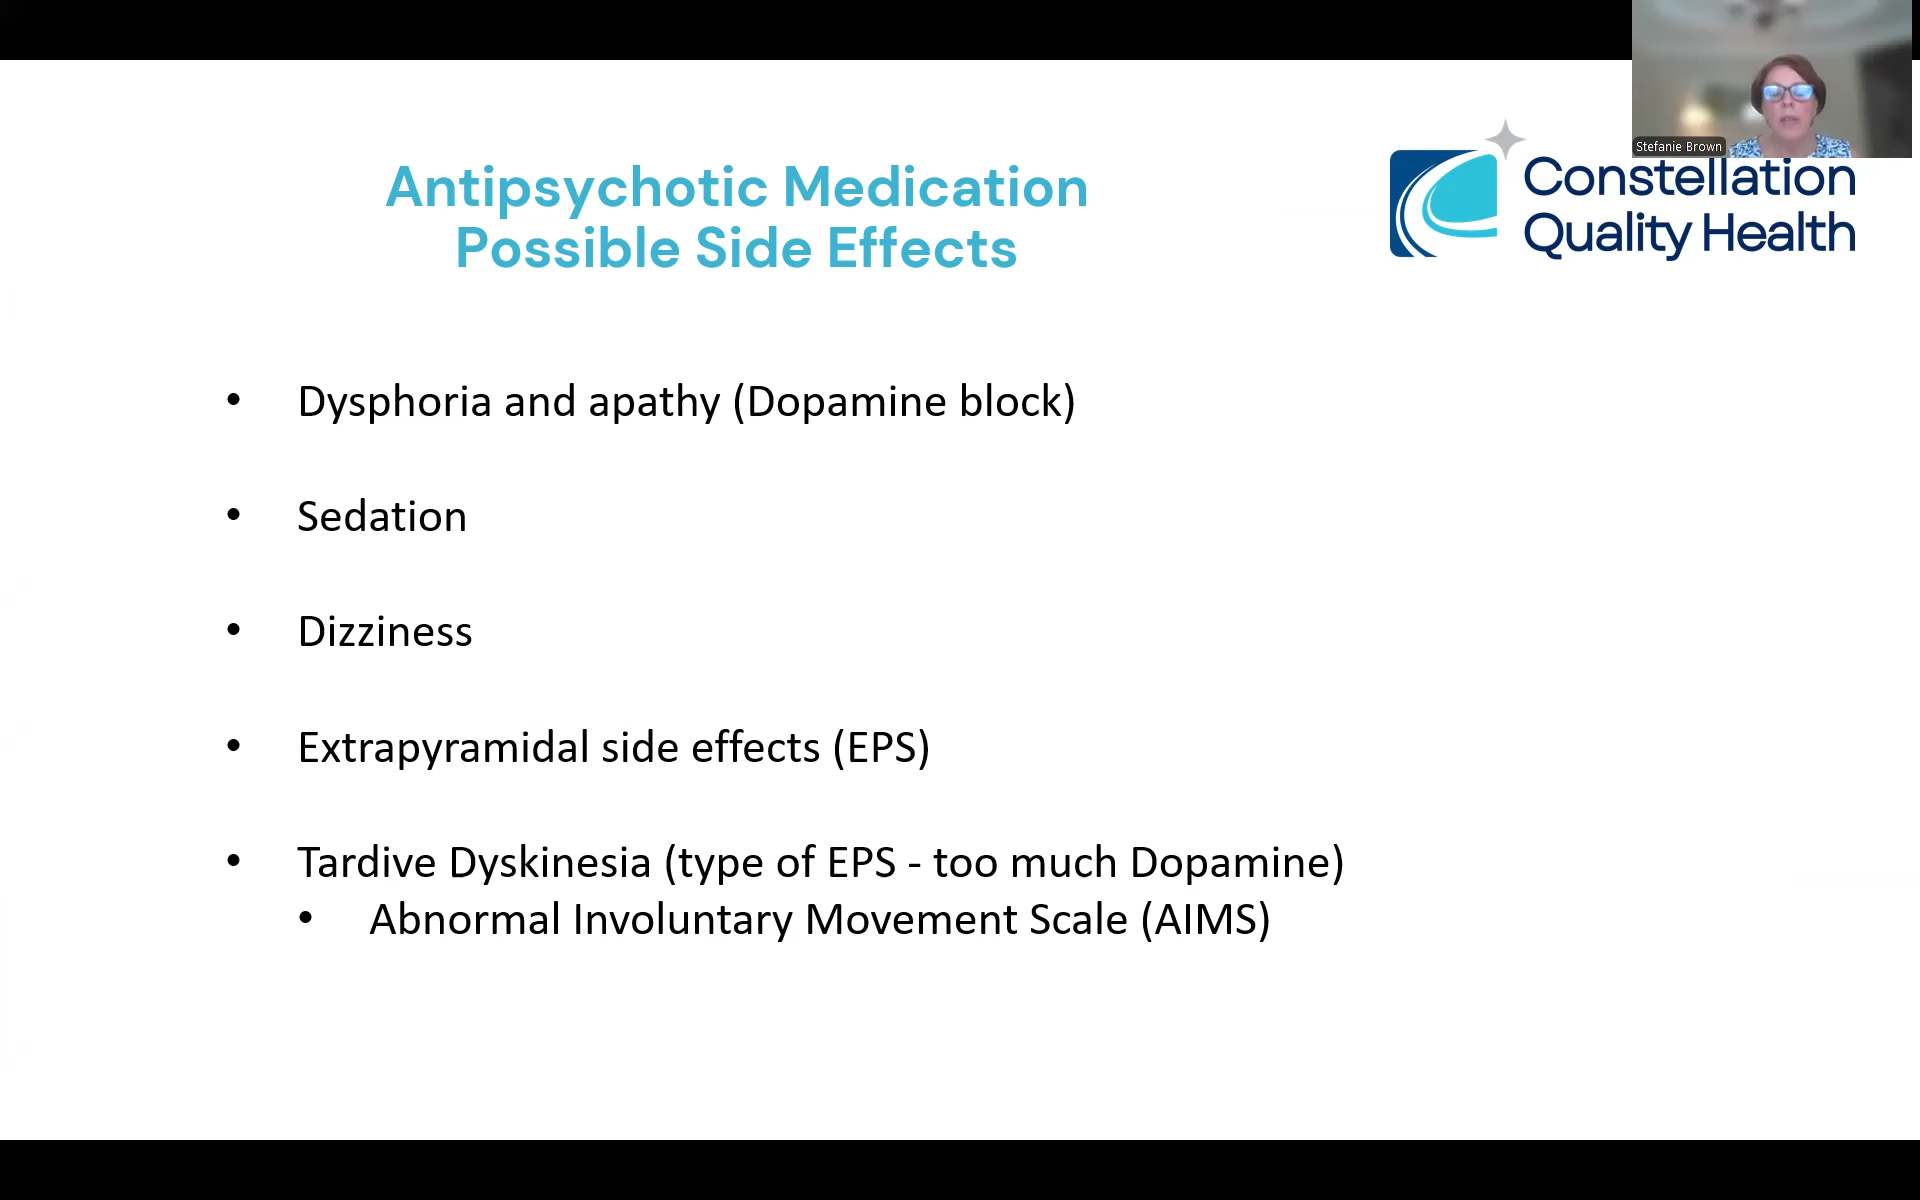 Stefanie Brown
Antipsychotic Medication
Possible Side Effects
Constellation
Quality Health
• Dysphoria and apathy (Dopamine block)
• Sedation
• Dizziness
• Extrapyramidal side effects (EPS)
• Tardive Dyskinesia (type of EPS - too much Dopamine)
• Abnormal Involuntary Movement Scale (AIMS)